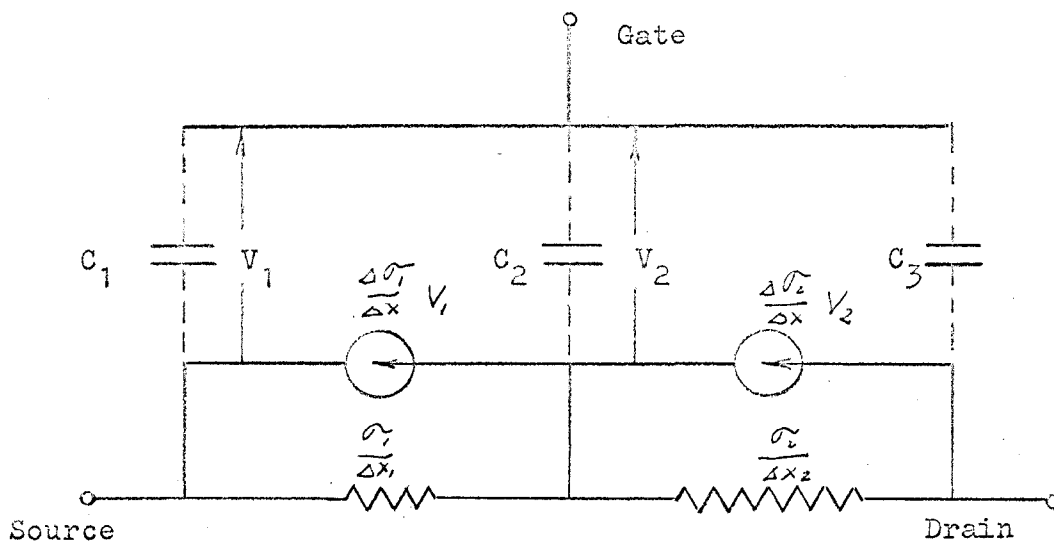 Gate
C₁ V₁ C₂ V₂ C₃
Δσ₁/Δx V₁ Δσ₂/Δx V₂
σ₁/Δx₁ σ₂/Δx₂
Source Drain